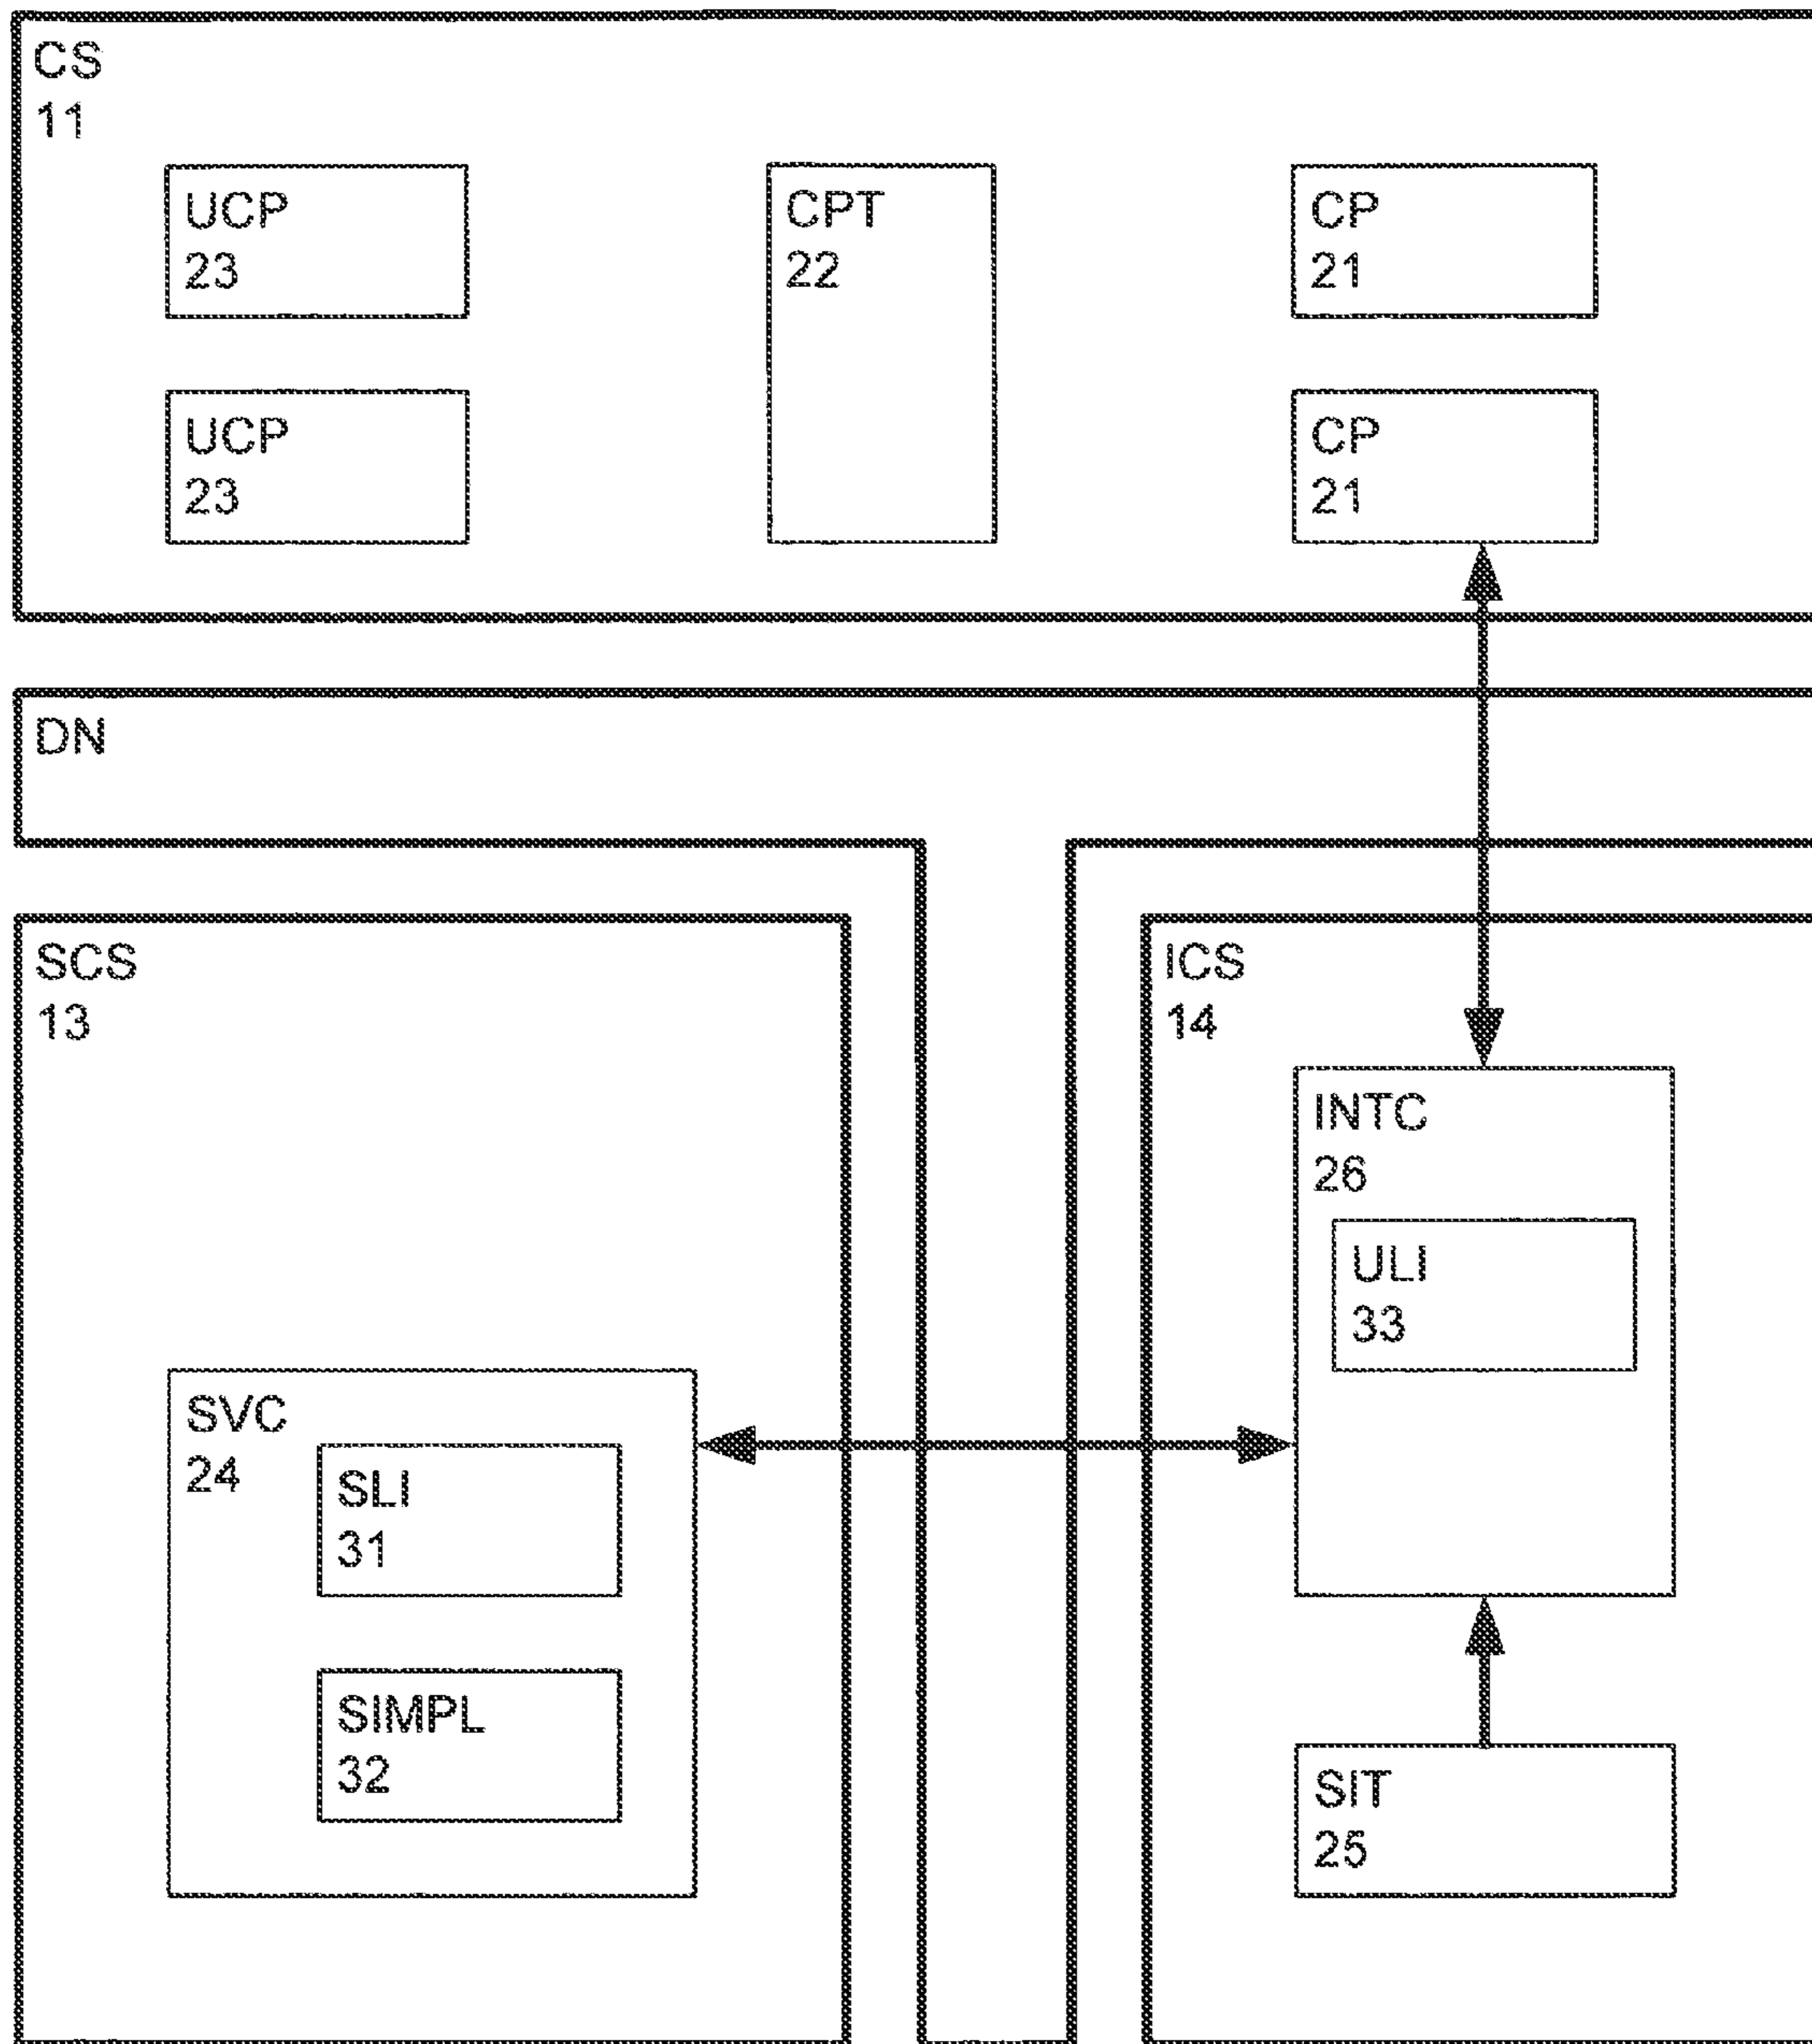 CS
11
UCP
23
CPT
22
CP
21
UCP
23
CP
21
DN
SCS
13
ICS
14
INTC
26
ULI
33
SVC
24
SLI
31
SIMPL
32
SIT
25